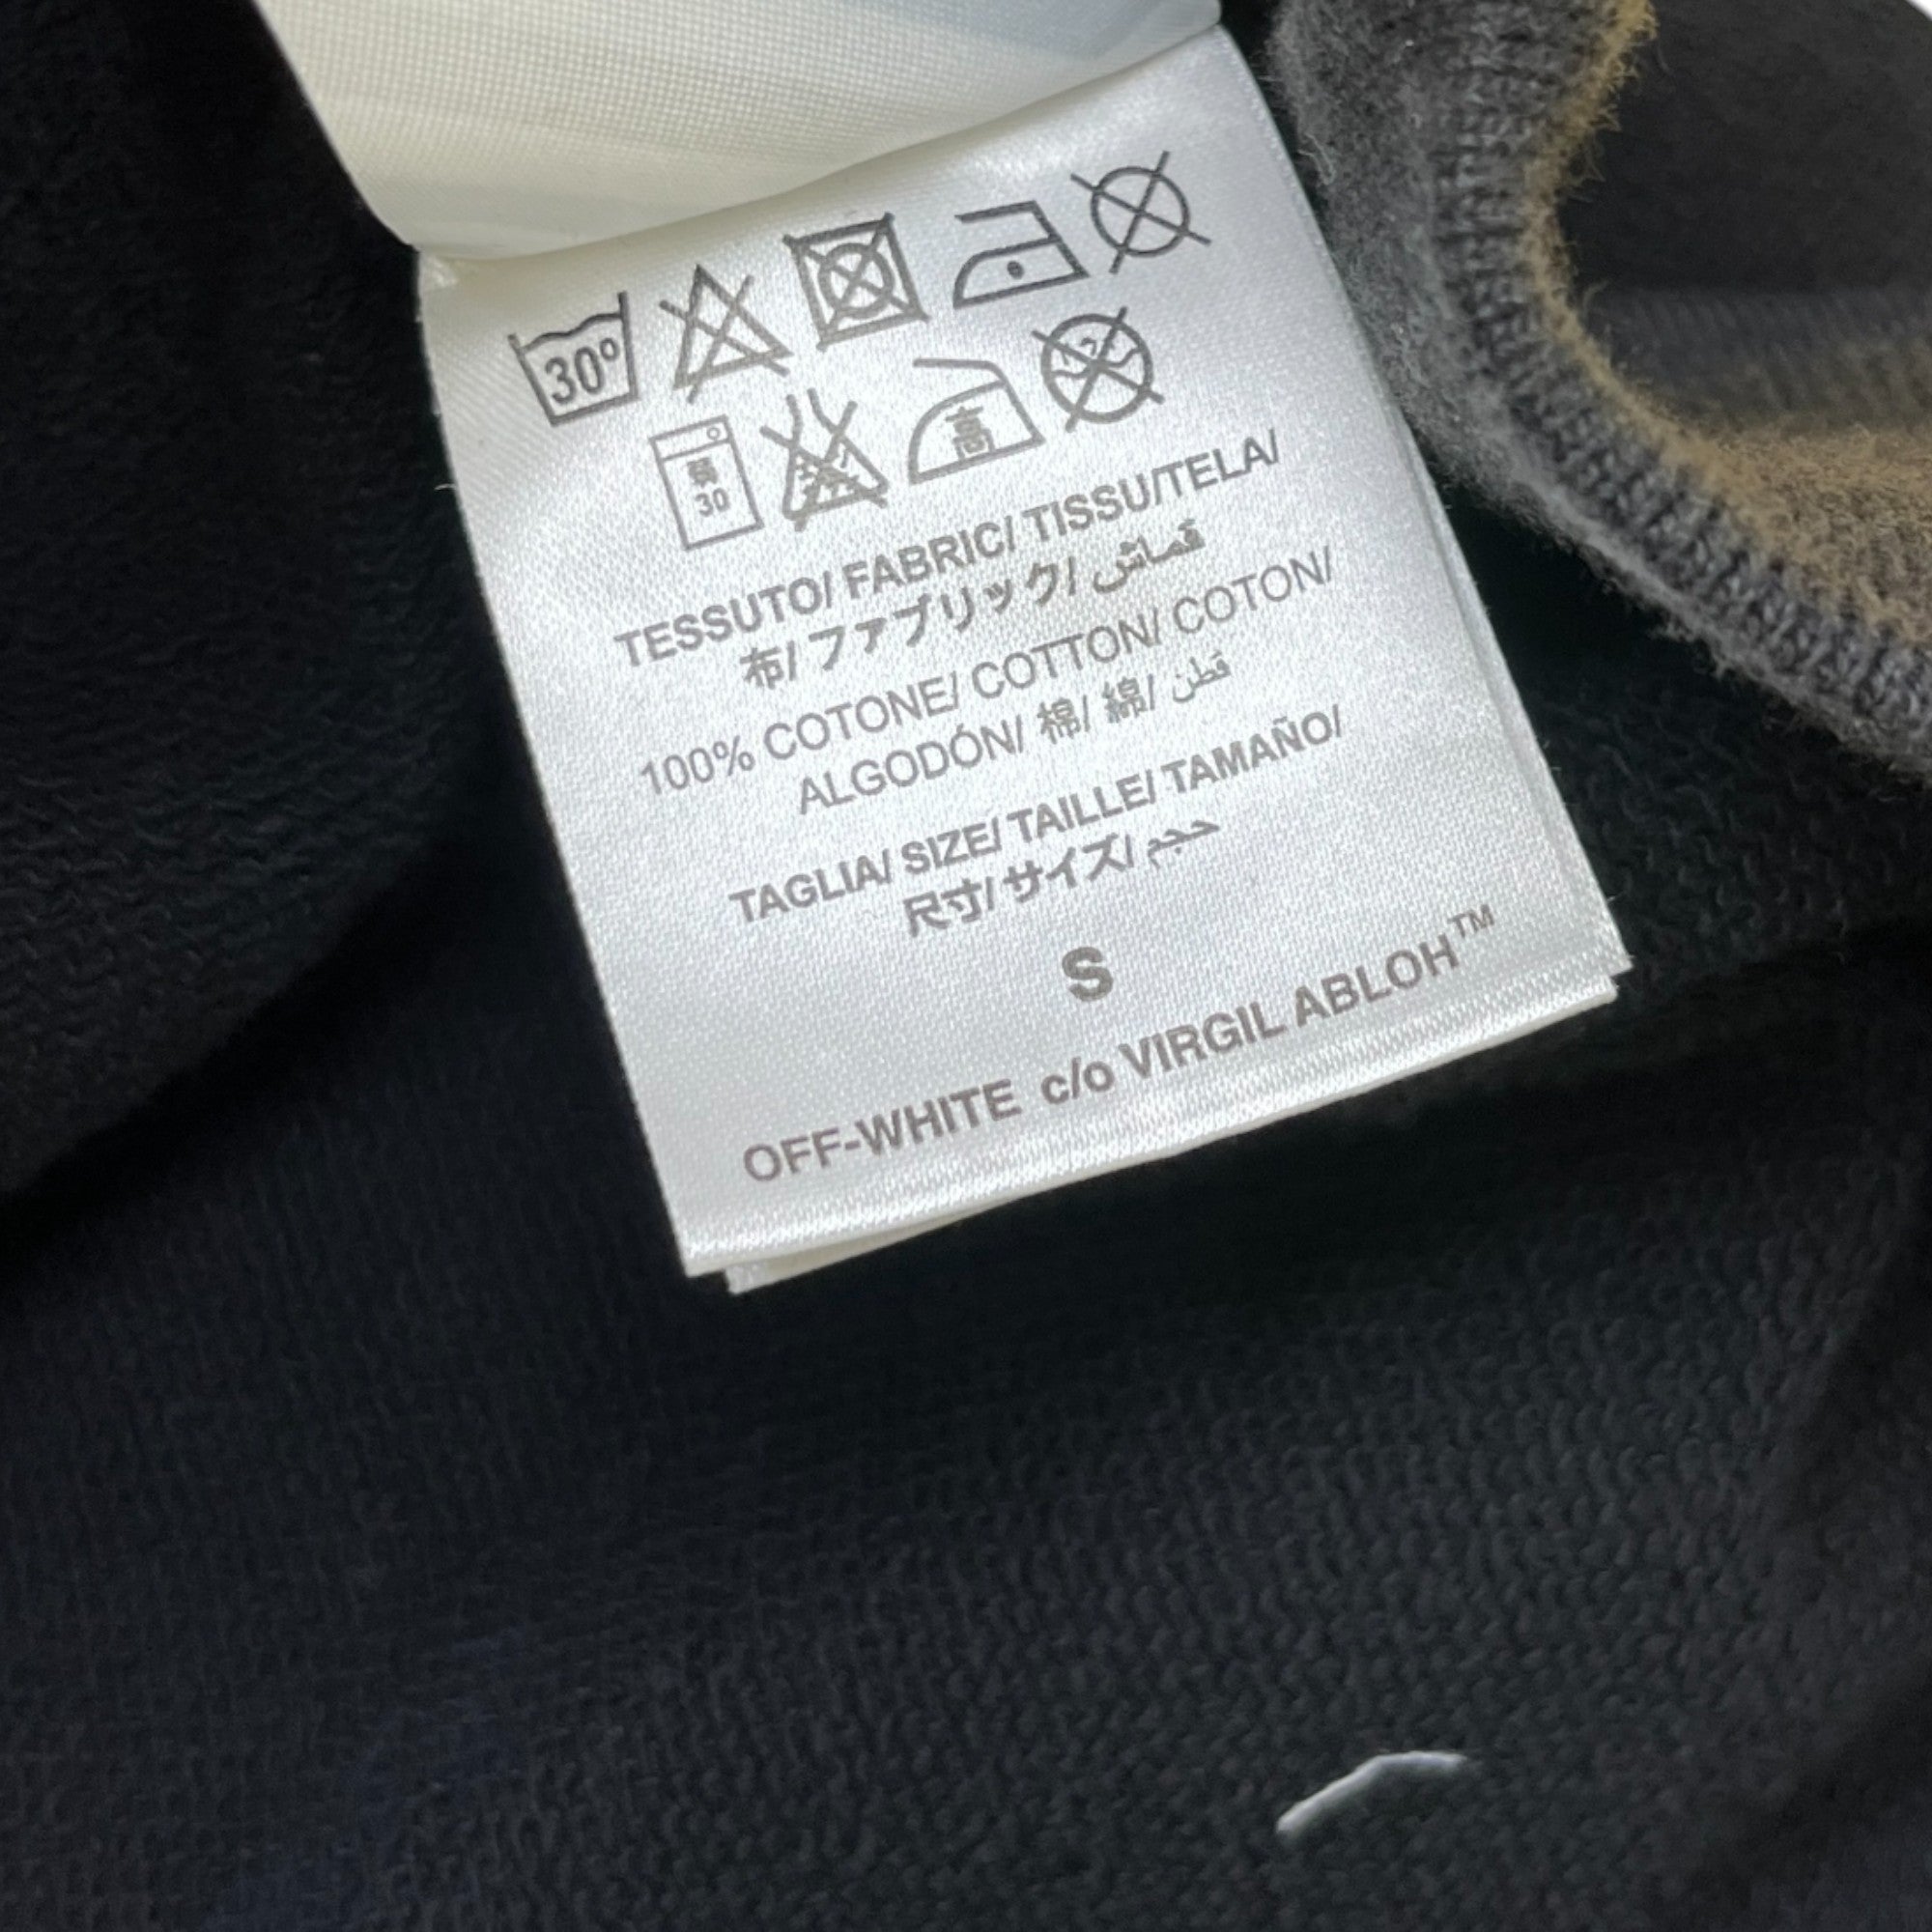 30°
弱
30
高
TESSUTO/ FABRIC/ TISSU/TELA/
布/ ファブリック/ قماش
100% COTONE/ COTTON/ COTON/
ALGODÓN/ 棉/ 綿/ قطن
TAGLIA/ SIZE/ TAILLE/ TAMAÑO/
尺寸/ サイズ/ حجم
S
OFF-WHITE c/o VIRGIL ABLOH™